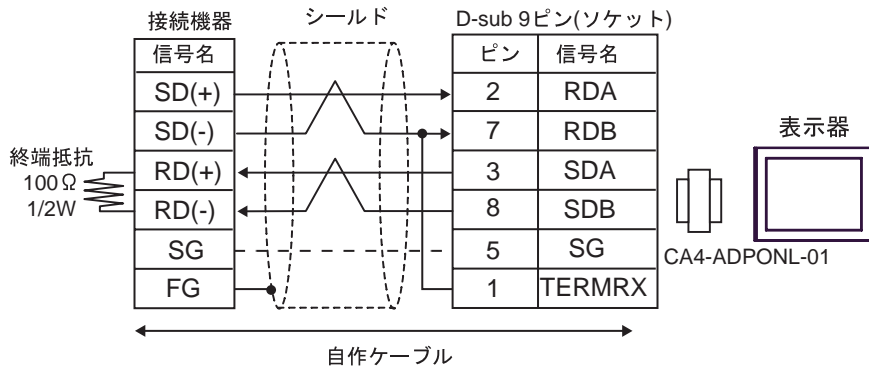 接続機器 シールド D-sub 9ピン(ソケット)
信号名 ピン 信号名
SD(+) 2 RDA
SD(-) 7 RDB
表示器
終端抵抗
100Ω
1/2W
RD(+) 3 SDA
RD(-) 8 SDB
SG 5 SG
CA4-ADPONL-01
FG 1 TERMRX
自作ケーブル